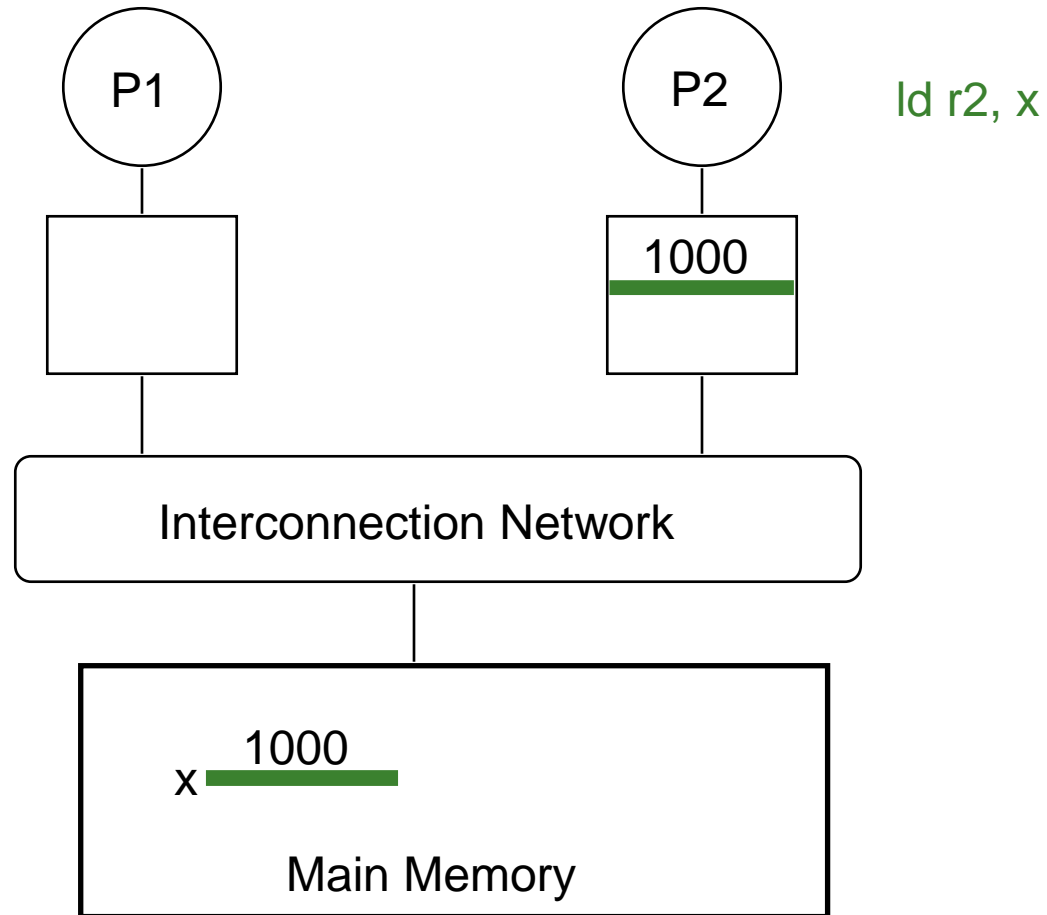 P1
P2
ld r2, x
1000
Interconnection Network
1000
x
Main Memory